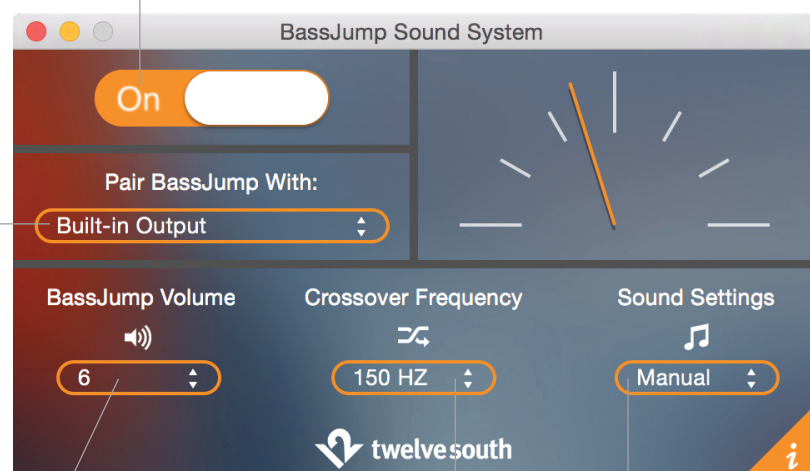 BassJump Sound System
On
Pair BassJump With:
Built-in Output
BassJump Volume
Crossover Frequency
Sound Settings
6
150 HZ
Manual
twelvesouth
i